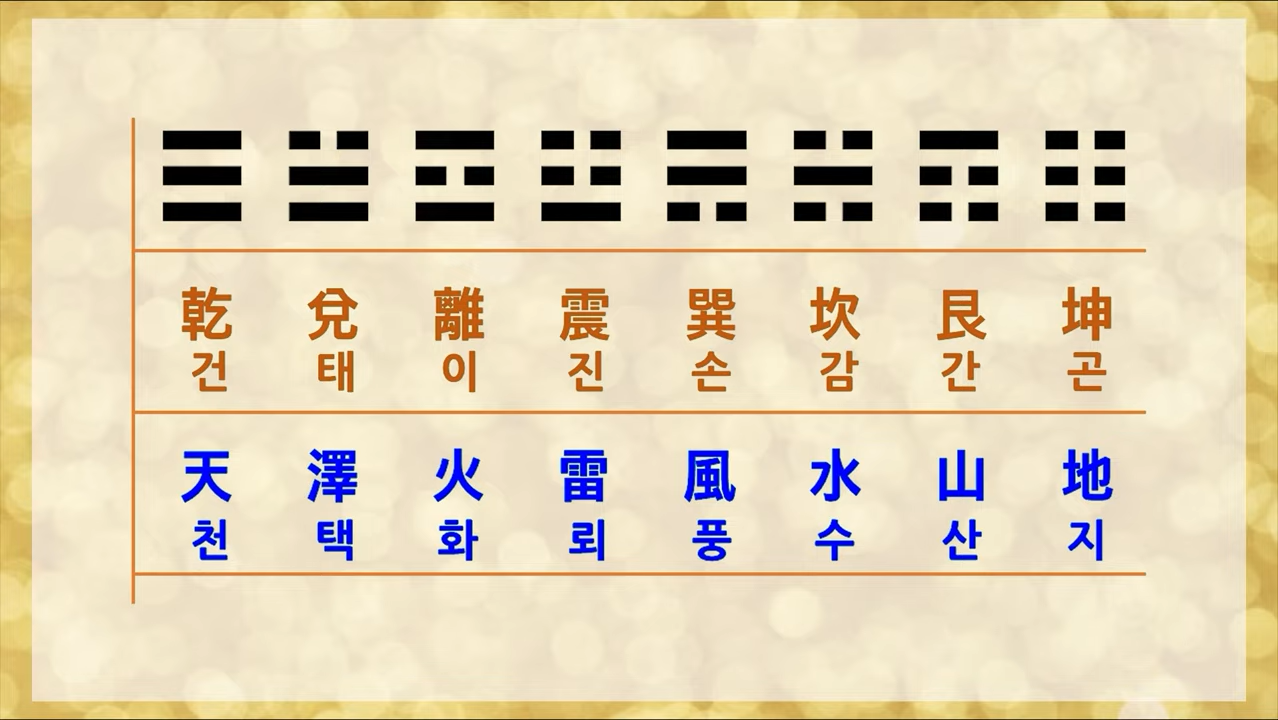 乾 兌 離 震 巽 坎 艮 坤
건 태 이 진 손 감 간 곤
天 澤 火 雷 風 水 山 地
천 택 화 뢰 풍 수 산 지